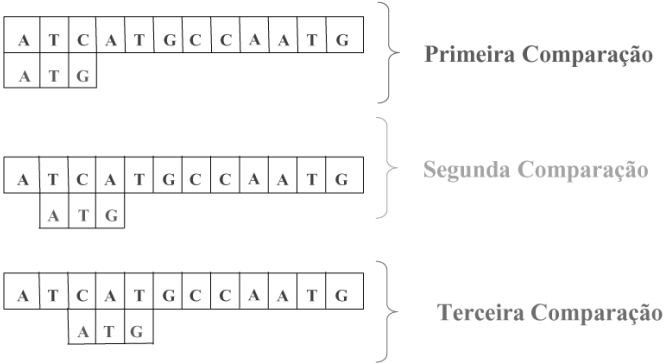 A T C A T G C C A A T G
A T G
Primeira Comparação
A T C A T G C C A A T G
A T G
Segunda Comparação
A T C A T G C C A A T G
A T G
Terceira Comparação